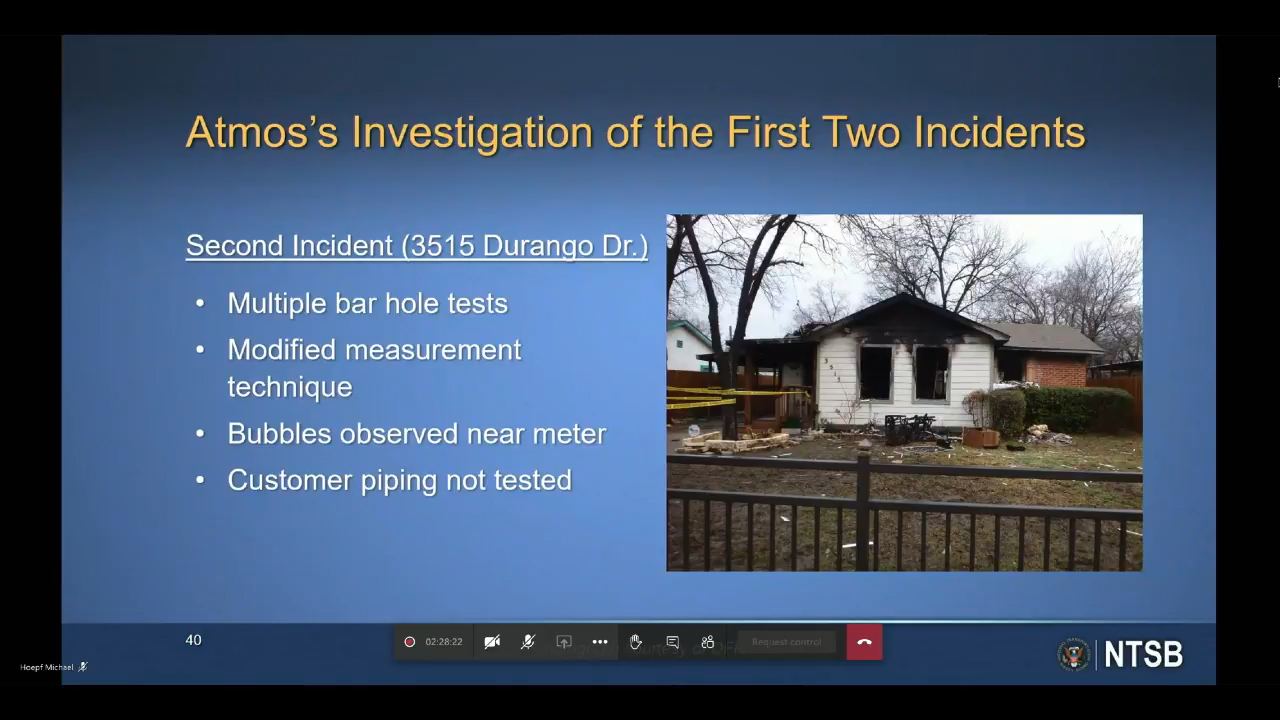 Atmos's Investigation of the First Two Incidents
Second Incident (3515 Durango Dr.)
• Multiple bar hole tests
• Modified measurement
technique
• Bubbles observed near meter
• Customer piping not tested
40
02:28:22
Request control
NTSB
Hoepf Michael